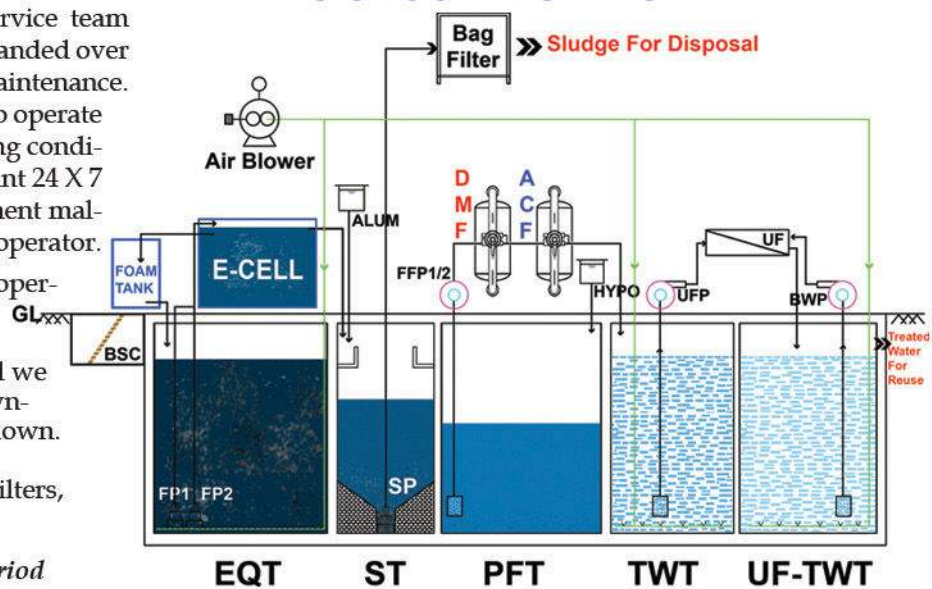 rvice team
anded over
aintenance.
o operate
ng condi-
nt 24 X 7
ment mal-
operator.
oper-
l we
wn-
own.
ilters,
riod
Bag
Filter
Sludge For Disposal
Air Blower
ALUM
D
M
F
A
C
F
FOAM
TANK
E-CELL
FFP1/2
HYPO
UFP
UF
BWP
GL
BSC
Treated
Water
For
Reuse
FP1 FP2
SP
EQT ST PFT TWT UF-TWT